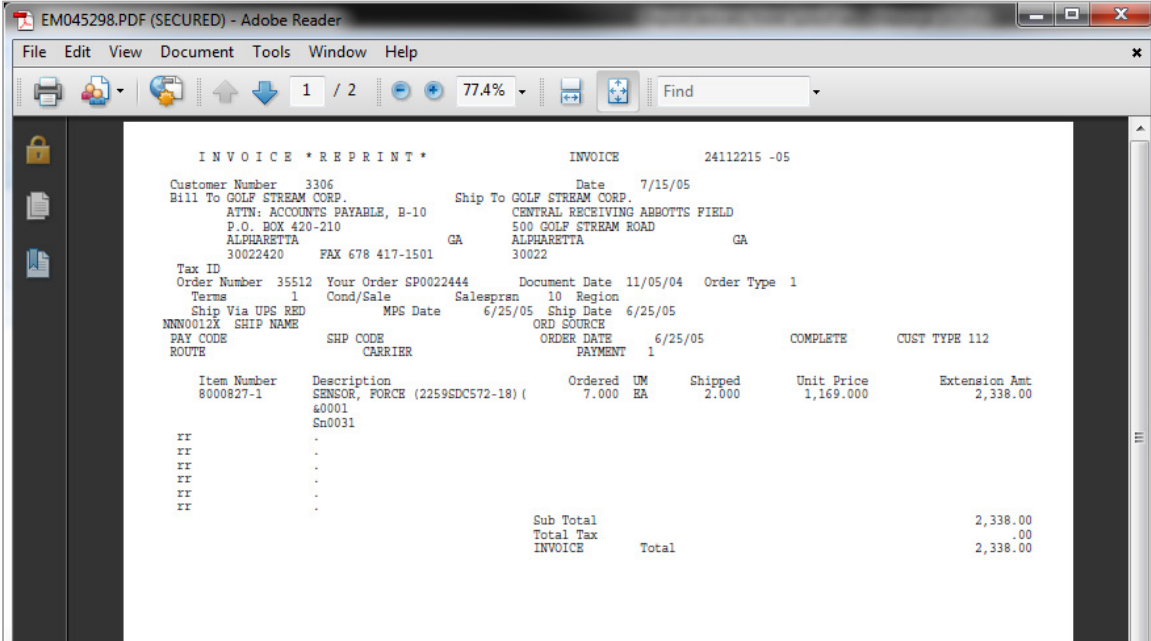 EM045298.PDF (SECURED) - Adobe Reader
File Edit View Document Tools Window Help
1 / 2 77.4% Find
I N V O I C E * R E P R I N T * INVOICE 24112215 -05
Customer Number 3306 Date 7/15/05
Bill To GOLF STREAM CORP. Ship To GOLF STREAM CORP.
ATTN: ACCOUNTS PAYABLE, B-10 CENTRAL RECEIVING ABBOTTS FIELD
P.O. BOX 420-210 500 GOLF STREAM ROAD
ALPHARETTA GA ALPHARETTA GA
30022420 FAX 678 417-1501 30022
Tax ID
Order Number 35512 Your Order SP0022444 Document Date 11/05/04 Order Type 1
Terms 1 Cond/Sale Salesprsn 10 Region
Ship Via UPS RED MPS Date 6/25/05 Ship Date 6/25/05
NNN0012X SHIP NAME ORD SOURCE
PAY CODE SHP CODE ORDER DATE 6/25/05 COMPLETE CUST TYPE 112
ROUTE CARRIER PAYMENT 1
Item Number Description Ordered UM Shipped Unit Price Extension Amt
8000827-1 SENSOR, FORCE (2259SDC572-18)( 7.000 EA 2.000 1,169.000 2,338.00
&0001
Sn0031
rr .
rr .
rr .
rr .
rr .
rr .
Sub Total 2,338.00
Total Tax .00
INVOICE Total 2,338.00